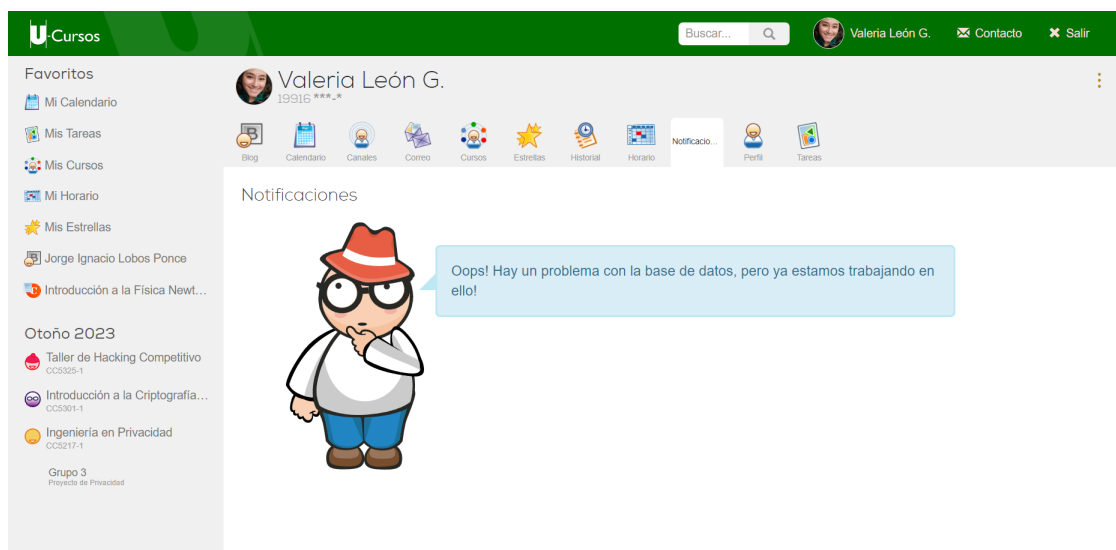 U-Cursos
Buscar...
Valeria León G.
Contacto
Salir
Favoritos
Mi Calendario
Mis Tareas
Mis Cursos
Mi Horario
Mis Estrellas
Jorge Ignacio Lobos Ponce
Introducción a la Física Newt...
Otoño 2023
Taller de Hacking Competitivo
CC5325-1
Introducción a la Criptografía...
CC5301-1
Ingeniería en Privacidad
CC5217-1
Grupo 3
Proyecto de Privacidad
Valeria León G.
19916 ***-*
Blog
Calendario
Canales
Correo
Cursos
Estrellas
Historial
Horario
Notificacio...
Perfil
Tareas
Notificaciones
Oops! Hay un problema con la base de datos, pero ya estamos trabajando en
ello!